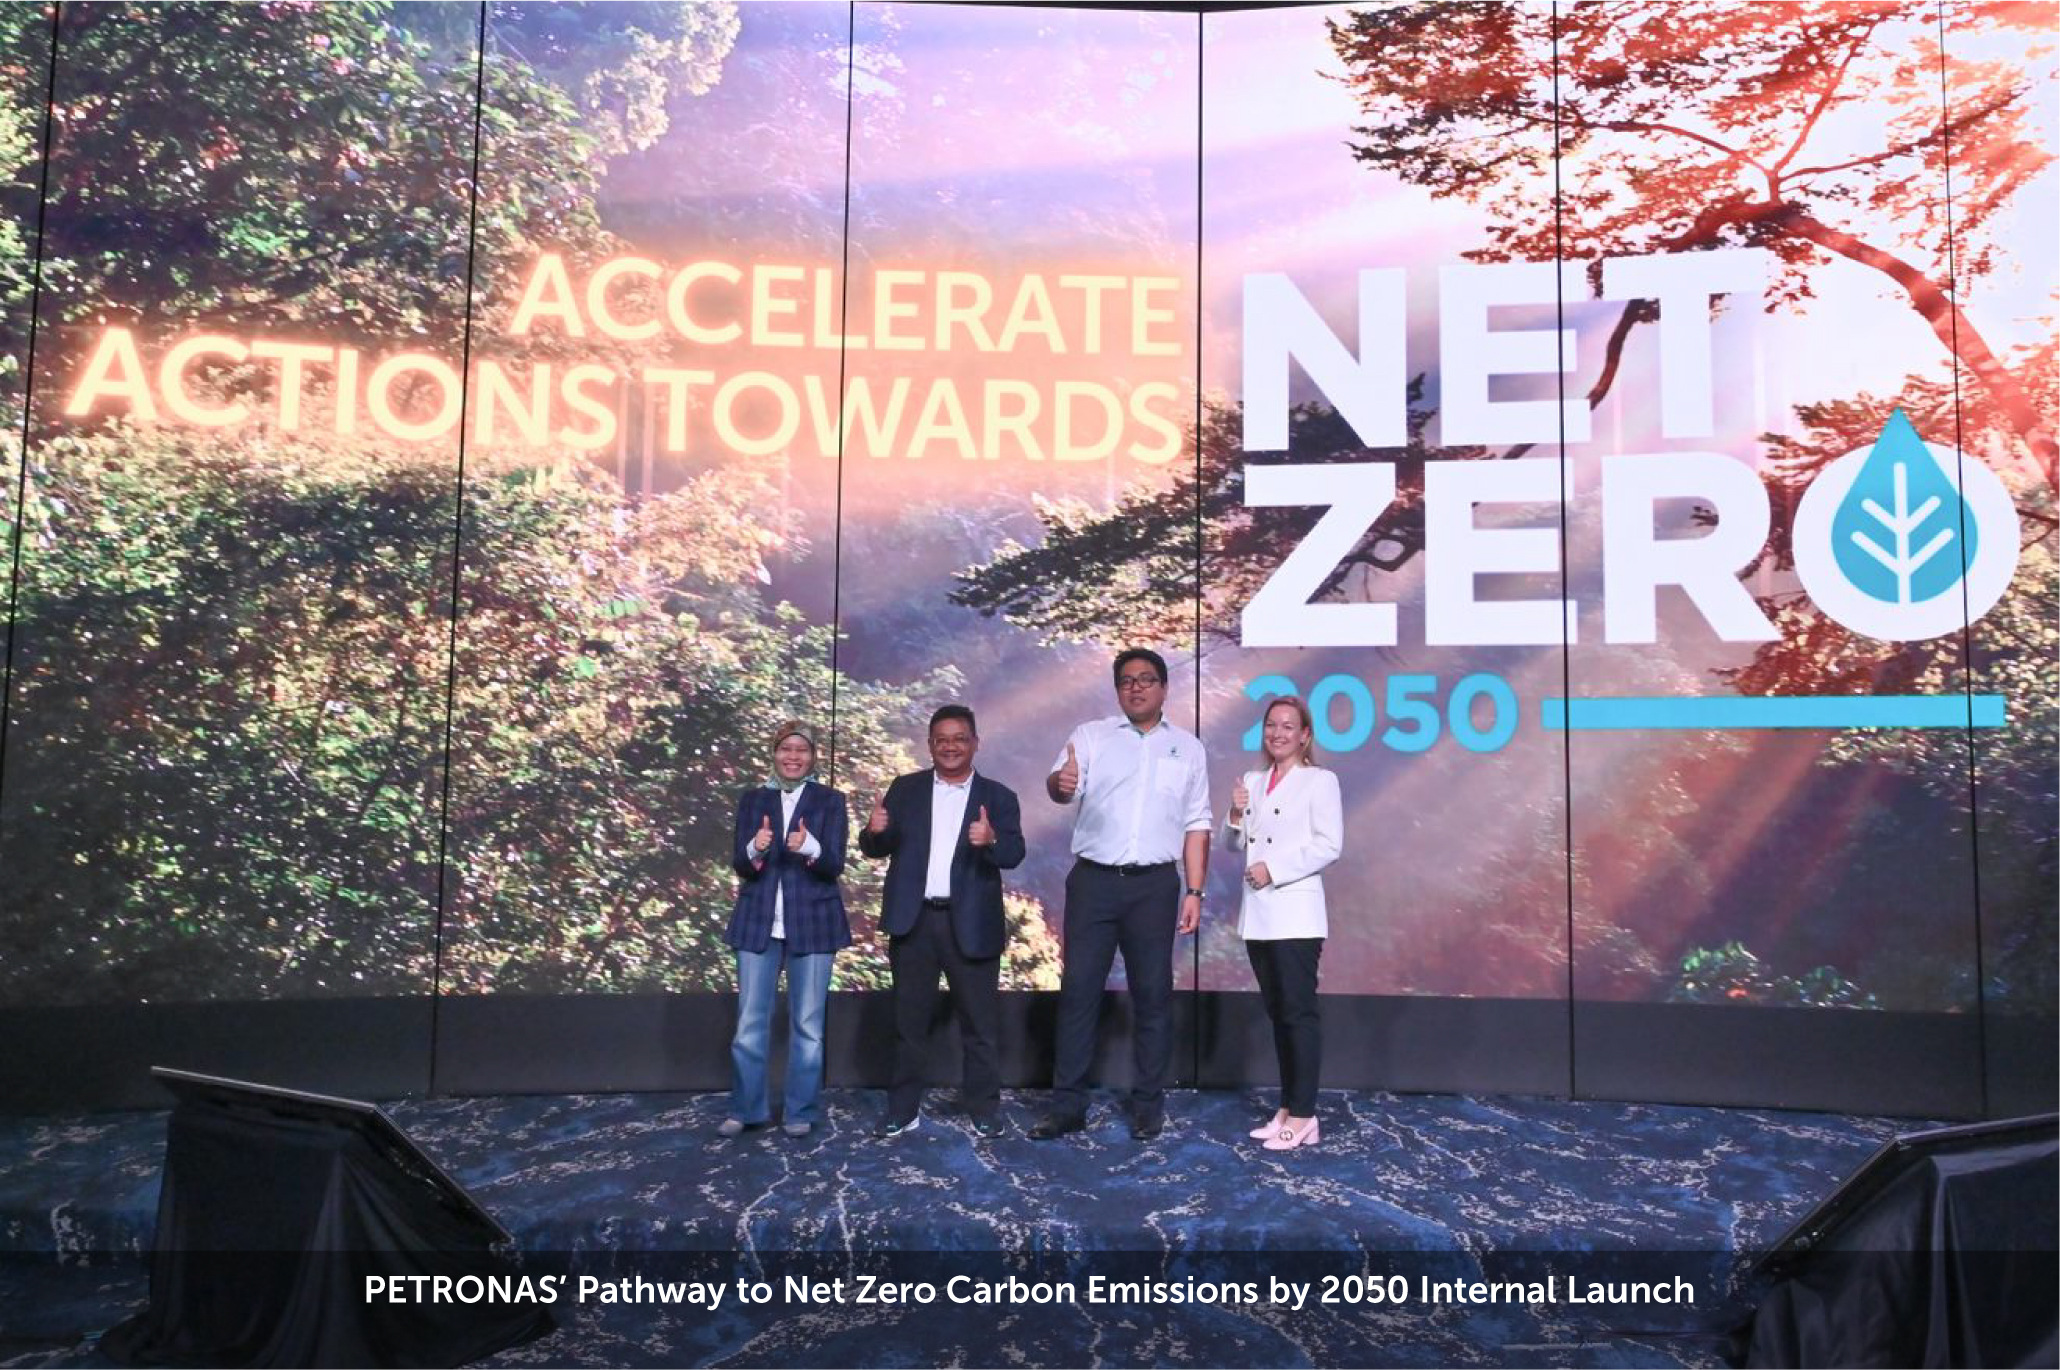 ACCELERATE
ACTIONS TOWARDS
NET
ZERO
2050
PETRONAS’ Pathway to Net Zero Carbon Emissions by 2050 Internal Launch